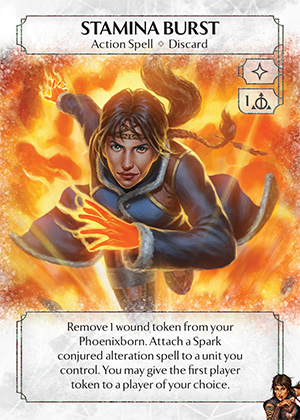 STAMINA BURST
Action Spell ⟡ Discard
1
Remove 1 wound token from your
Phoenixborn. Attach a Spark
conjured alteration spell to a unit you
control. You may give the first player
token to a player of your choice.